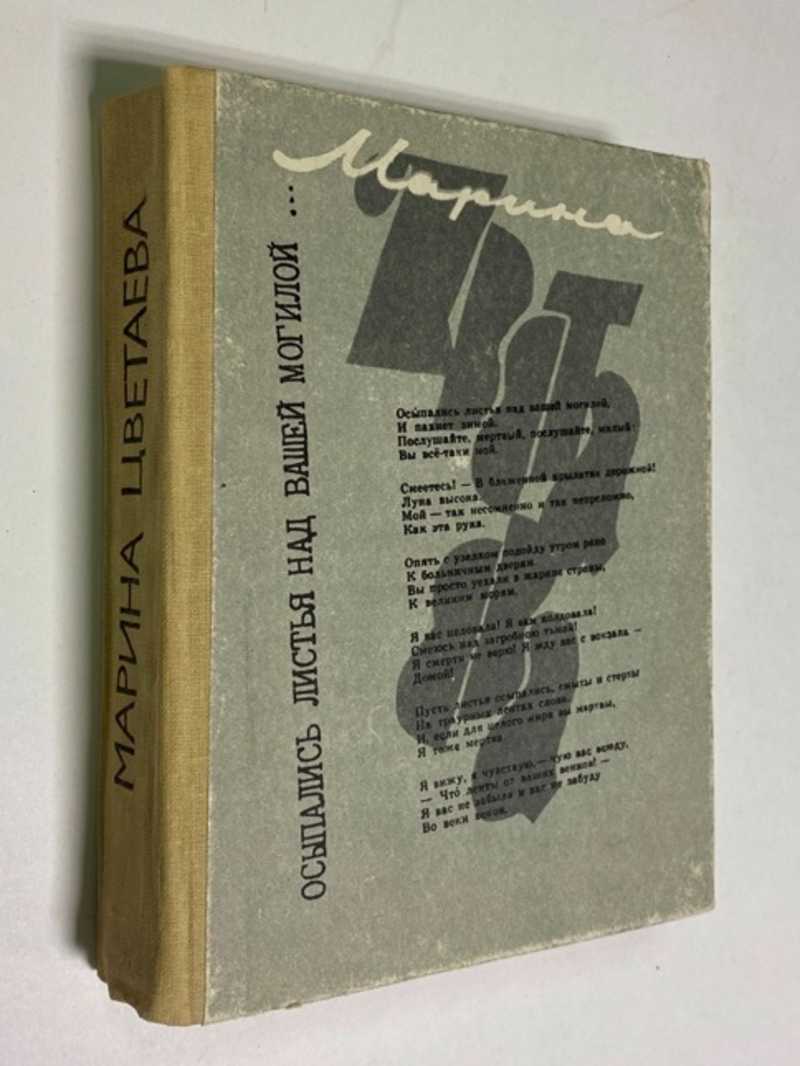 МАРИНА ЦВЕТАЕВА
ОСЫПАЛИСЬ ЛИСТЬЯ НАД ВАШЕЙ МОГИЛОЙ ...
Марина
Осыпались листья над вашей могилой,
И пахнет зимой.
Послушайте, мертвый, послушайте, милый:
Вы всё-таки мой.
Смеетесь! — В блаженной крылатке дорожной!
Луна высока.
Мой — так несомненно и так непреложно,
Как эта рука.
Опять с узелком подойду утром рано
К больничным дверям.
Вы просто уехали в жаркие страны,
К великим морям.
Я вас целовала! Я вам колдовала!
Смеюсь над загробною тьмой!
Я смерти не верю! Я жду вас с вокзала —
Домой!
Пусть листья осыпались, смыты и стерты
На траурных лентах слова.
И, если для целого мира вы мертвы,
Я тоже мертва.
Я вижу, я чувствую, — чую вас всюду,
— Что́ ленты от ваших венков! —
Я вас не забыла и вас не забуду
Во веки веков.